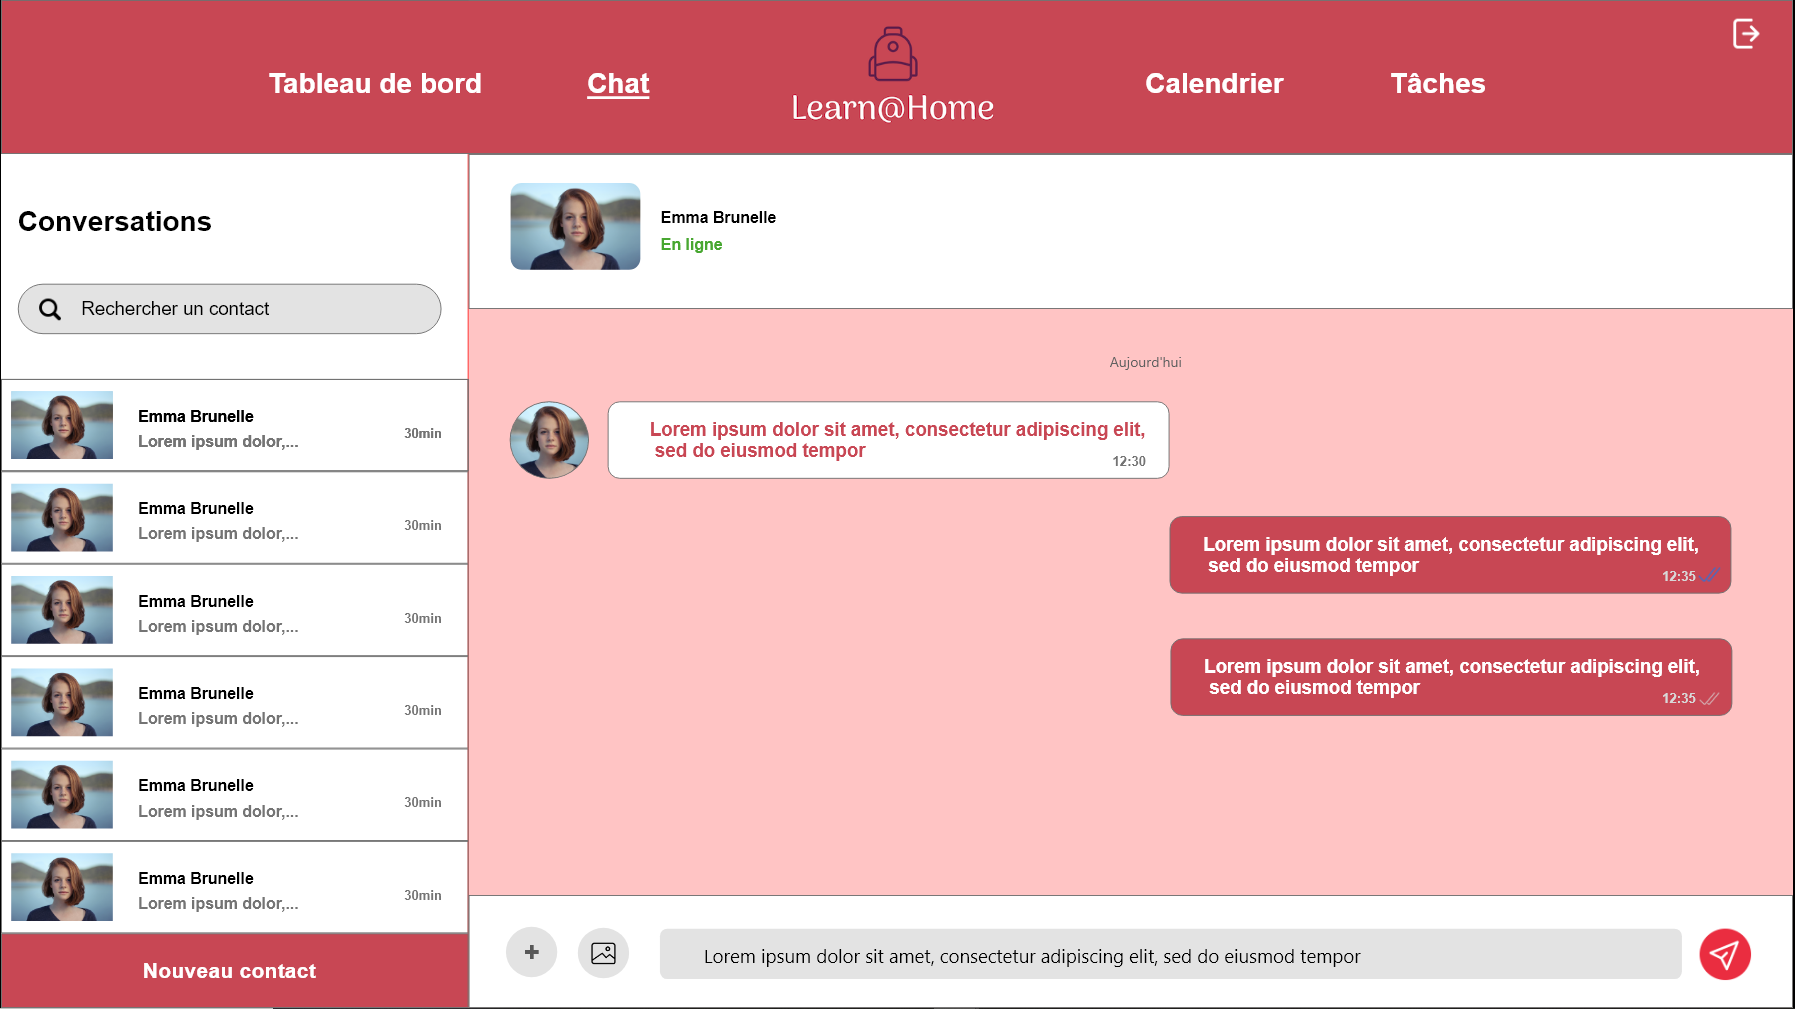 Tableau de bord
Chat
Learn@Home
Calendrier
Tâches
Conversations
Rechercher un contact
Emma Brunelle
Lorem ipsum dolor,...
30min
Emma Brunelle
Lorem ipsum dolor,...
30min
Emma Brunelle
Lorem ipsum dolor,...
30min
Emma Brunelle
Lorem ipsum dolor,...
30min
Emma Brunelle
Lorem ipsum dolor,...
30min
Emma Brunelle
Lorem ipsum dolor,...
30min
Nouveau contact
Emma Brunelle
En ligne
Aujourd'hui
Lorem ipsum dolor sit amet, consectetur adipiscing elit,
sed do eiusmod tempor
12:30
Lorem ipsum dolor sit amet, consectetur adipiscing elit,
sed do eiusmod tempor
12:35
Lorem ipsum dolor sit amet, consectetur adipiscing elit,
sed do eiusmod tempor
12:35
Lorem ipsum dolor sit amet, consectetur adipiscing elit, sed do eiusmod tempor